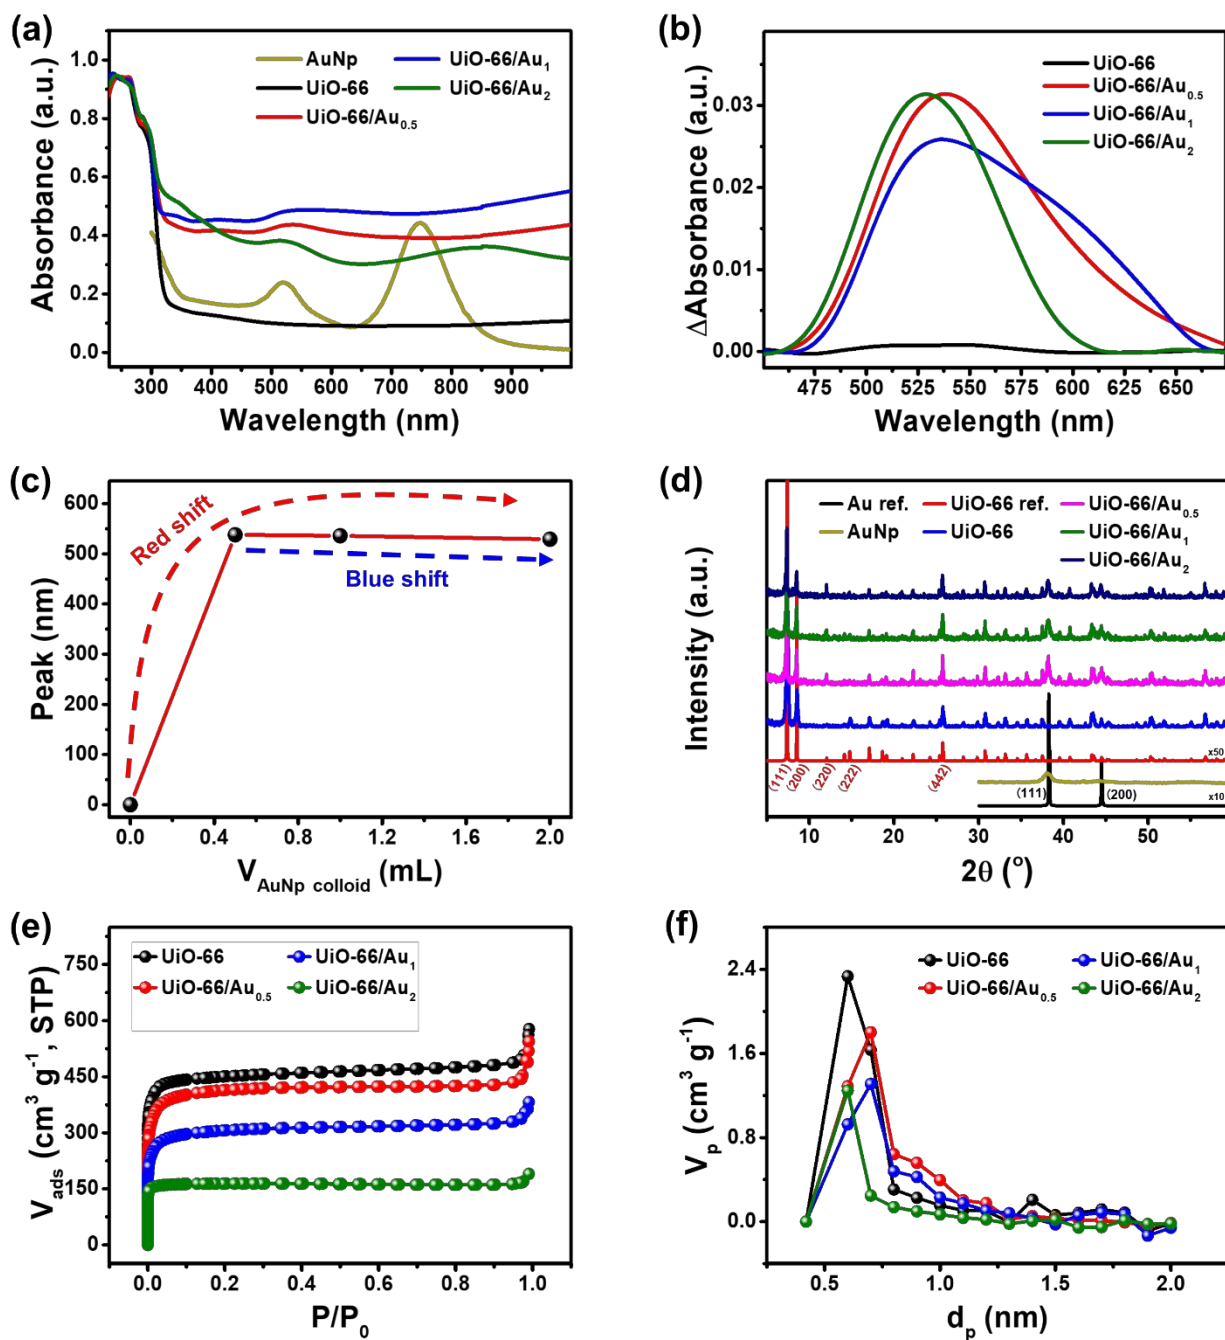 (a)
AuNp
UiO-66/Au1
UiO-66
UiO-66/Au2
UiO-66/Au0.5
Absorbance (a.u.)
1.0
0.8
0.6
0.4
0.2
0.0
300 400 500 600 700 800 900
Wavelength (nm)
(b)
UiO-66
UiO-66/Au0.5
UiO-66/Au1
UiO-66/Au2
ΔAbsorbance (a.u.)
0.03
0.02
0.01
0.00
475 500 525 550 575 600 625 650
Wavelength (nm)
(c)
Red shift
Blue shift
Peak (nm)
600
500
400
300
200
100
0
0.0 0.4 0.8 1.2 1.6 2.0
VAuNp colloid (mL)
(d)
Au ref.
UiO-66 ref.
UiO-66/Au0.5
AuNp
UiO-66
UiO-66/Au1
UiO-66/Au2
Intensity (a.u.)
x50
(111) (200) (220) (222) (442)
(111) (200)
x10
10 20 30 40 50
2θ (°)
(e)
UiO-66
UiO-66/Au1
UiO-66/Au0.5
UiO-66/Au2
Vads (cm³ g⁻¹, STP)
750
600
450
300
150
0
0.0 0.2 0.4 0.6 0.8 1.0
P/P0
(f)
UiO-66
UiO-66/Au1
UiO-66/Au0.5
UiO-66/Au2
Vp (cm³ g⁻¹)
2.4
1.6
0.8
0.0
0.5 1.0 1.5 2.0
dp (nm)